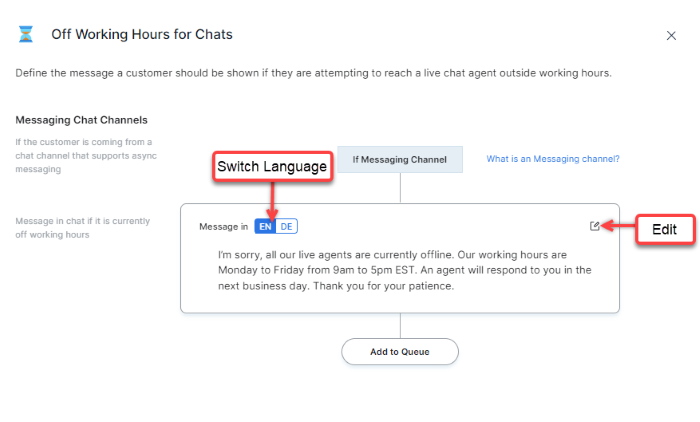 Off Working Hours for Chats
Define the message a customer should be shown if they are attempting to reach a live chat agent outside working hours.
Messaging Chat Channels
If the customer is coming from a
chat channel that supports async
messaging
Switch Language
If Messaging Channel
What is an Messaging channel?
Message in chat if it is currently
off working hours
Message in EN DE
Edit
I'm sorry, all our live agents are currently offline. Our working hours are
Monday to Friday from 9am to 5pm EST. An agent will respond to you in the
next business day. Thank you for your patience.
Add to Queue